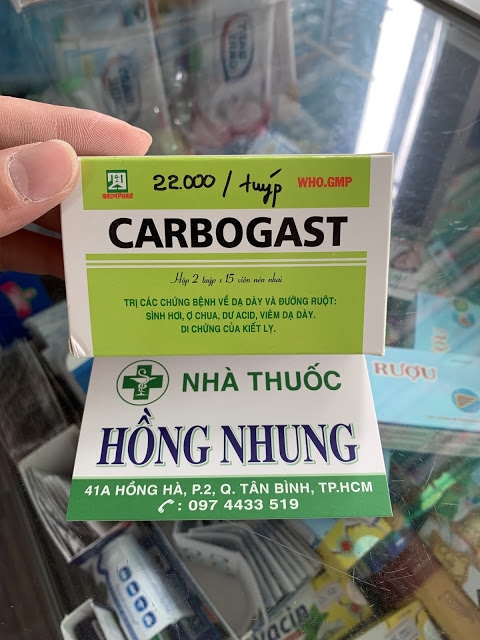 22.000 / tuýp
WHO.GMP
CARBOGAST
Hộp 2 tuýp x 15 viên nén nhai
TRỊ CÁC CHỨNG BỆNH VỀ DẠ DÀY VÀ ĐƯỜNG RUỘT:
SÌNH HƠI, Ợ CHUA, DƯ ACID, VIÊM DẠ DÀY.
DI CHỨNG CỦA KIẾT LỴ.
RƯỢU
NHÀ THUỐC
HỒNG NHUNG
41A HỒNG HÀ, P.2, Q. TÂN BÌNH, TP.HCM
: 097 4433 519